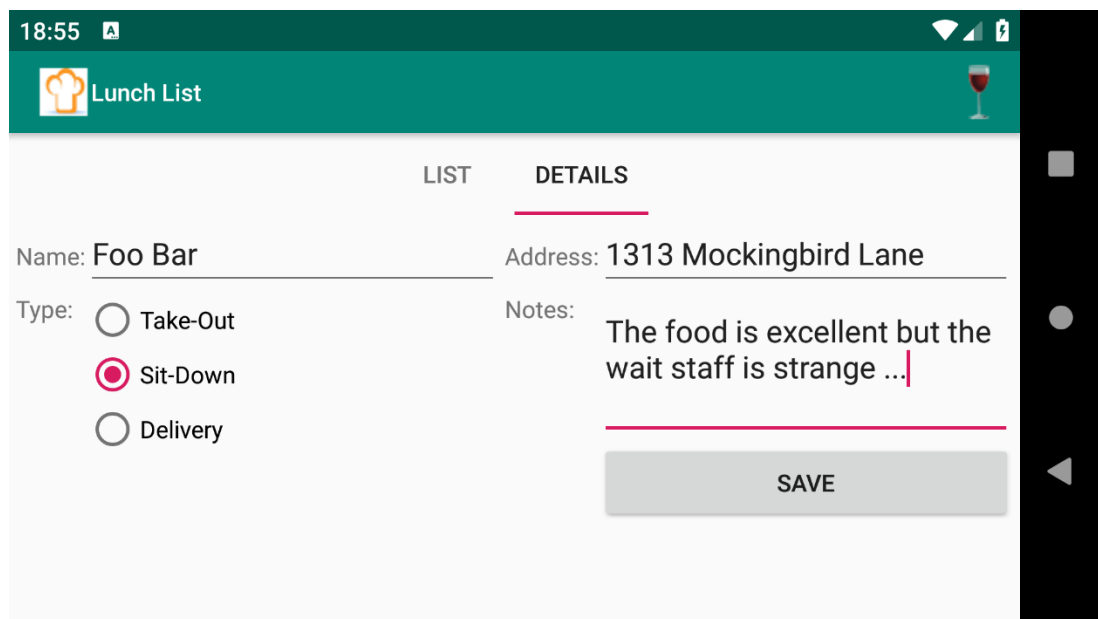 18:55
Lunch List
LIST
DETAILS
Name: Foo Bar
Address: 1313 Mockingbird Lane
Type:
Take-Out
Sit-Down
Delivery
Notes:
The food is excellent but the
wait staff is strange ...
SAVE